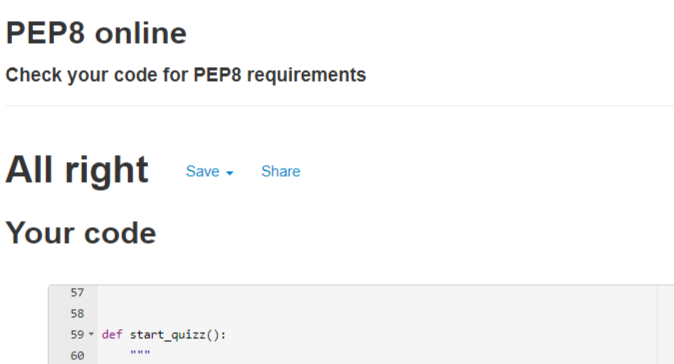 PEP8 online
Check your code for PEP8 requirements
All right Save Share
Your code
57
58
59 def start_quizz():
60 """